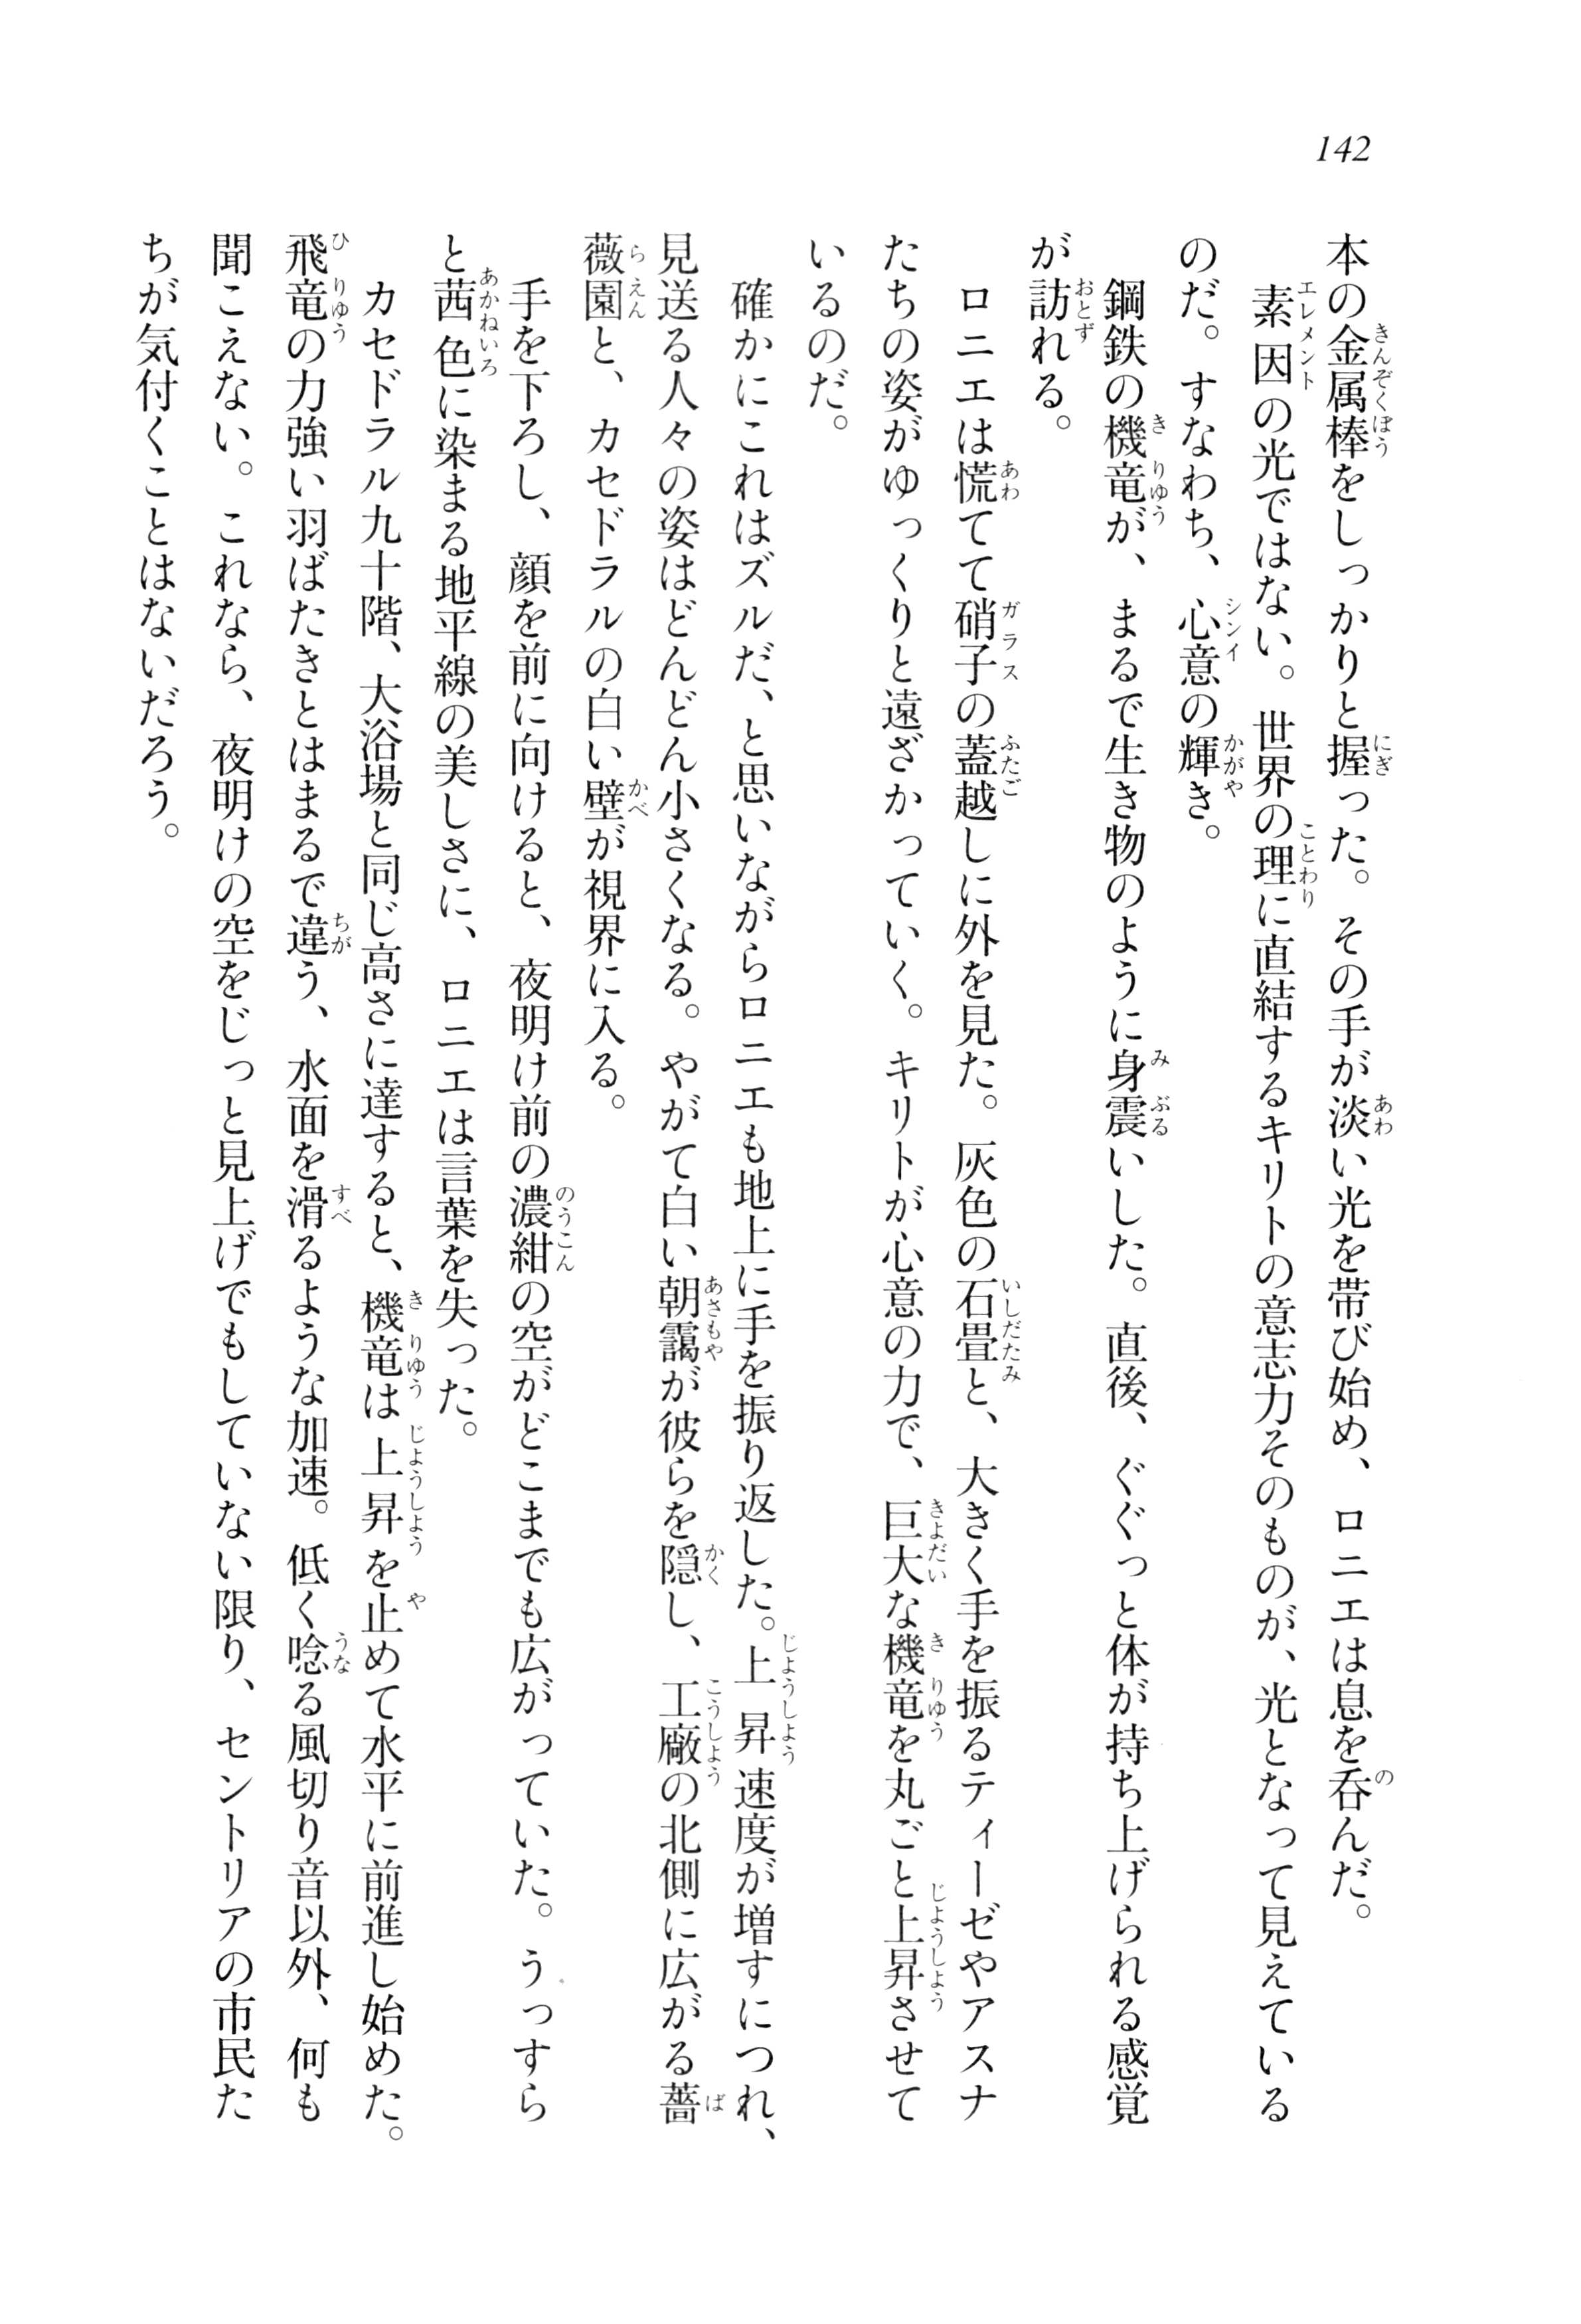 142
本の金属棒をしっかりと握った。その手が淡い光を帯び始め、ロニエは息を呑んだ。
素因の光ではない。世界の理に直結するキリトの意志力そのものが、光となって見えている
のだ。すなわち、心意の輝き。
鋼鉄の機竜が、まるで生き物のように身震いした。直後、ぐぐっと体が持ち上げられる感覚
が訪れる。
ロニエは慌てて硝子の蓋越しに外を見た。灰色の石畳と、大きく手を振るティーゼやアスナ
たちの姿がゆっくりと遠ざかっていく。キリトが心意の力で、巨大な機竜を丸ごと上昇させて
いるのだ。
確かにこれはズルだ、と思いながらロニエも地上に手を振り返した。上昇速度が増すにつれ、
見送る人々の姿はどんどん小さくなる。やがて白い朝靄が彼らを隠し、工廠の北側に広がる薔
薇園と、カセドラルの白い壁が視界に入る。
手を下ろし、顔を前に向けると、夜明け前の濃紺の空がどこまでも広がっていた。うっすら
と茜色に染まる地平線の美しさに、ロニエは言葉を失った。
カセドラル九十階、大浴場と同じ高さに達すると、機竜は上昇を止めて水平に前進し始めた。
飛竜の力強い羽ばたきとはまるで違う、水面を滑るような加速。低く唸る風切り音以外、何も
聞こえない。これなら、夜明けの空をじっと見上げでもしていない限り、セントリアの市民た
ちが気付くことはないだろう。